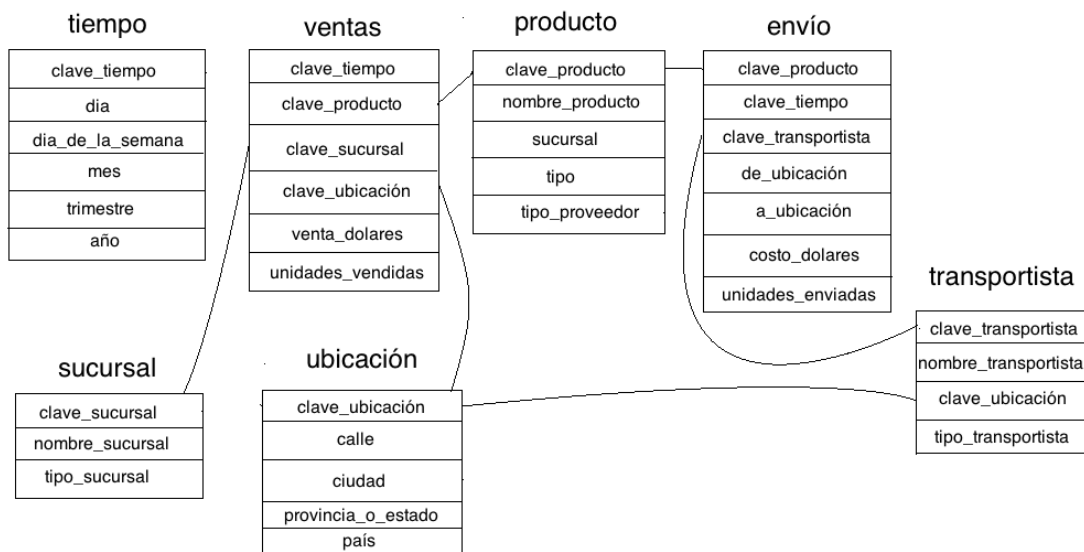 tiempo
clave_tiempo
dia
dia_de_la_semana
mes
trimestre
año
ventas
clave_tiempo
clave_producto
clave_sucursal
clave_ubicación
venta_dolares
unidades_vendidas
producto
clave_producto
nombre_producto
sucursal
tipo
tipo_proveedor
envío
clave_producto
clave_tiempo
clave_transportista
de_ubicación
a_ubicación
costo_dolares
unidades_enviadas
transportista
clave_transportista
nombre_transportista
clave_ubicación
tipo_transportista
sucursal
clave_sucursal
nombre_sucursal
tipo_sucursal
ubicación
clave_ubicación
calle
ciudad
provincia_o_estado
país